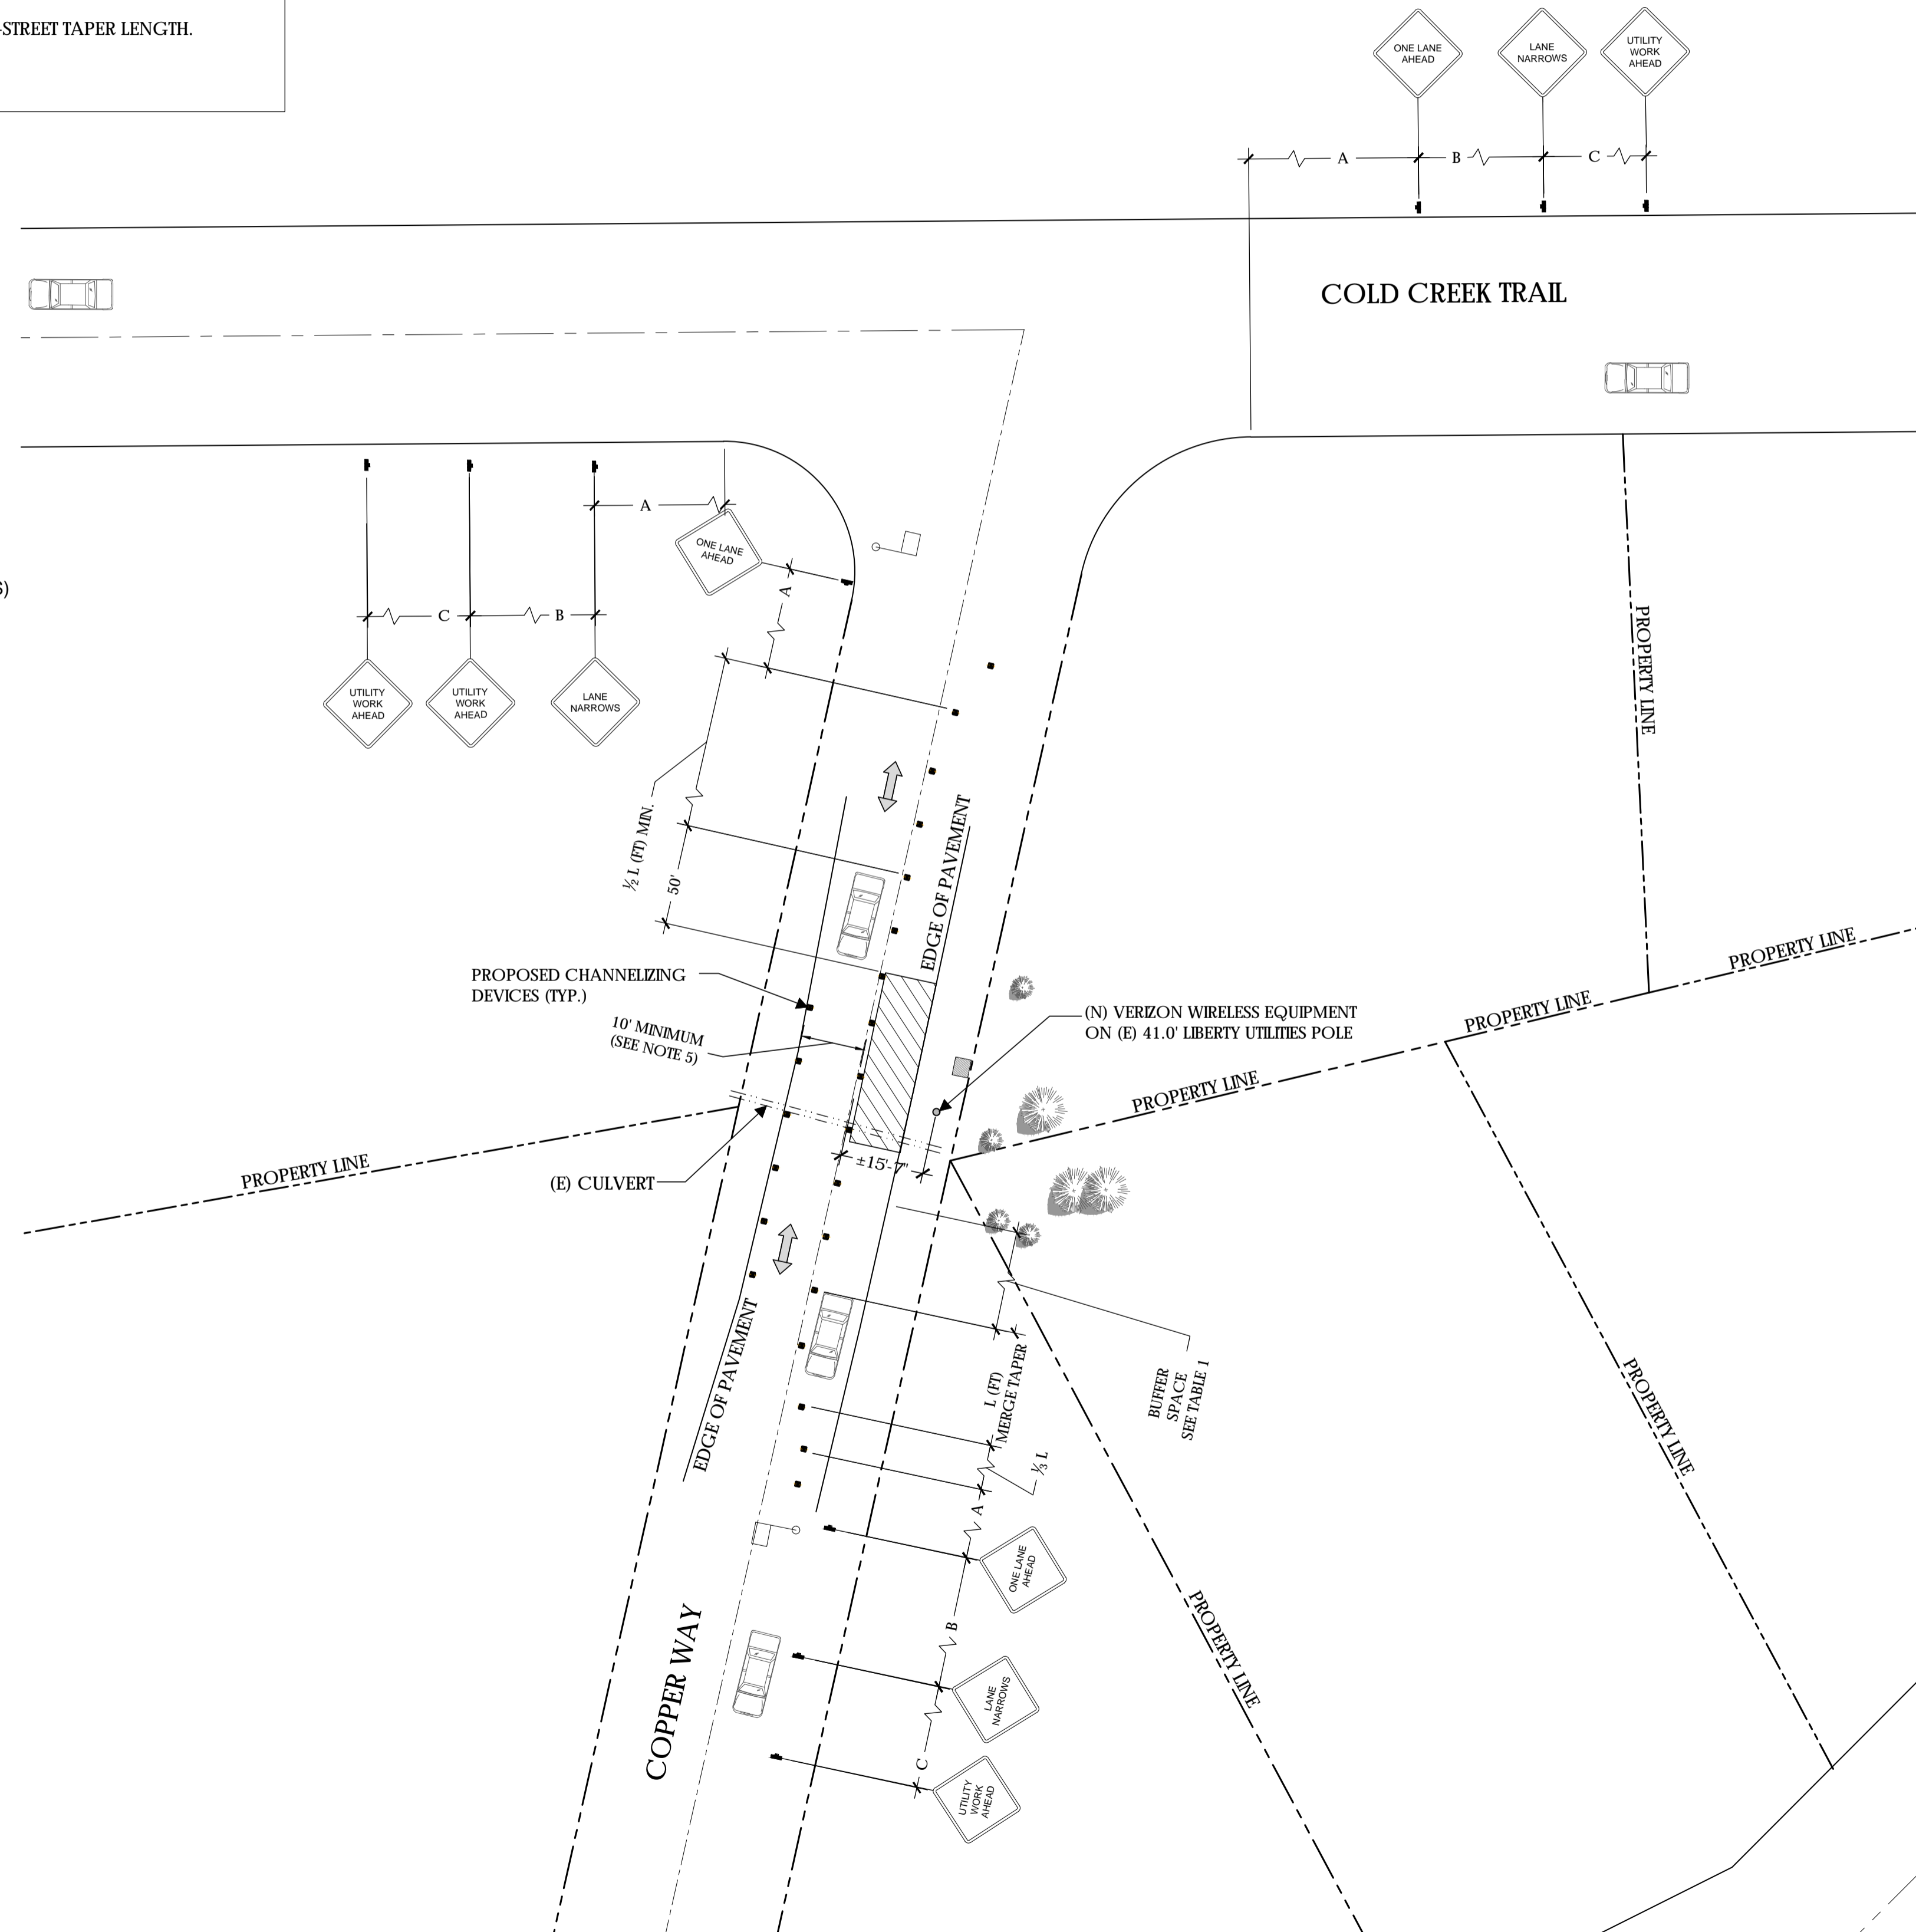 -STREET TAPER LENGTH.
ONE LANE
AHEAD
LANE
NARROWS
UTILITY
WORK
AHEAD
A
B
C
COLD CREEK TRAIL
A
ONE LANE
AHEAD
A
S)
C
B
UTILITY
WORK
AHEAD
UTILITY
WORK
AHEAD
LANE
NARROWS
PROPERTY LINE
½ L (FT) MIN.
50'
EDGE OF PAVEMENT
PROPOSED CHANNELIZING
DEVICES (TYP.)
10' MINIMUM
(SEE NOTE 5)
(N) VERIZON WIRELESS EQUIPMENT
ON (E) 41.0' LIBERTY UTILITIES POLE
PROPERTY LINE
PROPERTY LINE
PROPERTY LINE
PROPERTY LINE
(E) CULVERT
±15'-7"
EDGE OF PAVEMENT
L (FT)
MERGE TAPER
BUFFER
SPACE
SEE TABLE 1
⅓ L
PROPERTY LINE
A
ONE LANE
AHEAD
B
PROPERTY LINE
COPPER WAY
LANE
NARROWS
C
UTILITY
WORK
AHEAD